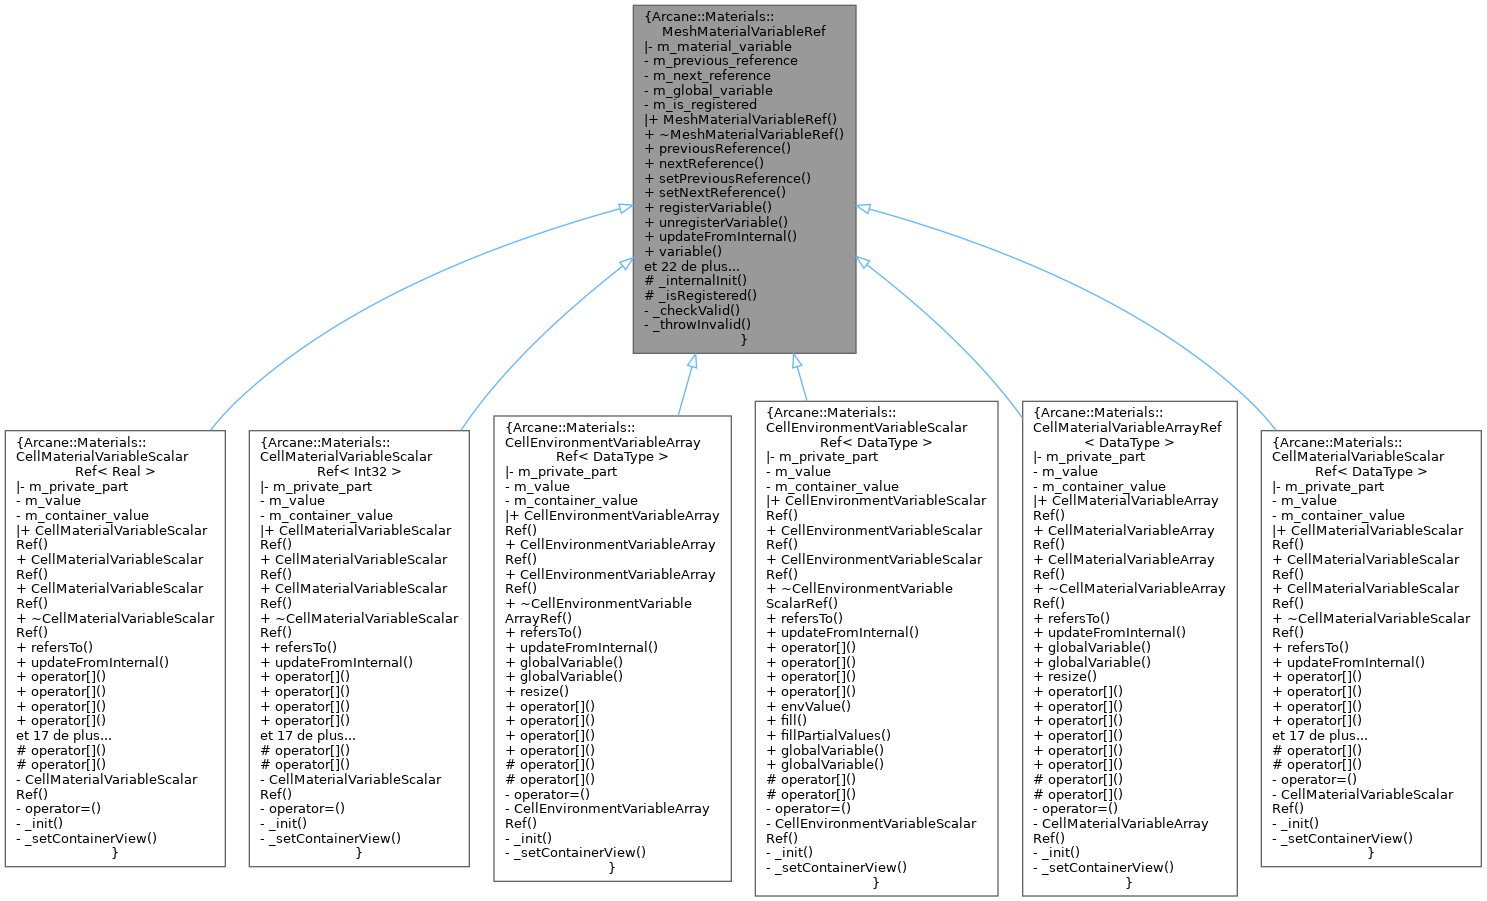 {Arcane::Materials::
MeshMaterialVariableRef
|- m_material_variable
- m_previous_reference
- m_next_reference
- m_global_variable
- m_is_registered
|+ MeshMaterialVariableRef()
+ ~MeshMaterialVariableRef()
+ previousReference()
+ nextReference()
+ setPreviousReference()
+ setNextReference()
+ registerVariable()
+ unregisterVariable()
+ updateFromInternal()
+ variable()
et 22 de plus...
# _internalInit()
# _isRegistered()
- _checkValid()
- _throwInvalid()
}
{Arcane::Materials::
CellMaterialVariableScalar
Ref< Real >
|- m_private_part
- m_value
- m_container_value
|+ CellMaterialVariableScalar
Ref()
+ CellMaterialVariableScalar
Ref()
+ CellMaterialVariableScalar
Ref()
+ ~CellMaterialVariableScalar
Ref()
+ refersTo()
+ updateFromInternal()
+ operator[]()
+ operator[]()
+ operator[]()
+ operator[]()
et 17 de plus...
# operator[]()
# operator[]()
- CellMaterialVariableScalar
Ref()
- operator=()
- _init()
- _setContainerView()
}
{Arcane::Materials::
CellMaterialVariableScalar
Ref< Int32 >
|- m_private_part
- m_value
- m_container_value
|+ CellMaterialVariableScalar
Ref()
+ CellMaterialVariableScalar
Ref()
+ CellMaterialVariableScalar
Ref()
+ ~CellMaterialVariableScalar
Ref()
+ refersTo()
+ updateFromInternal()
+ operator[]()
+ operator[]()
+ operator[]()
+ operator[]()
et 17 de plus...
# operator[]()
# operator[]()
- CellMaterialVariableScalar
Ref()
- operator=()
- _init()
- _setContainerView()
}
{Arcane::Materials::
CellEnvironmentVariableArray
Ref< DataType >
|- m_private_part
- m_value
- m_container_value
|+ CellEnvironmentVariableArray
Ref()
+ CellEnvironmentVariableArray
Ref()
+ CellEnvironmentVariableArray
Ref()
+ ~CellEnvironmentVariable
ArrayRef()
+ refersTo()
+ updateFromInternal()
+ globalVariable()
+ globalVariable()
+ resize()
+ operator[]()
+ operator[]()
+ operator[]()
+ operator[]()
# operator[]()
# operator[]()
- operator=()
- CellEnvironmentVariableArray
Ref()
- _init()
- _setContainerView()
}
{Arcane::Materials::
CellEnvironmentVariableScalar
Ref< DataType >
|- m_private_part
- m_value
- m_container_value
|+ CellEnvironmentVariableScalar
Ref()
+ CellEnvironmentVariableScalar
Ref()
+ CellEnvironmentVariableScalar
Ref()
+ ~CellEnvironmentVariable
ScalarRef()
+ refersTo()
+ updateFromInternal()
+ operator[]()
+ operator[]()
+ operator[]()
+ operator[]()
+ envValue()
+ fill()
+ fillPartialValues()
+ globalVariable()
+ globalVariable()
# operator[]()
# operator[]()
- operator=()
- CellEnvironmentVariableScalar
Ref()
- _init()
- _setContainerView()
}
{Arcane::Materials::
CellMaterialVariableArrayRef
< DataType >
|- m_private_part
- m_value
- m_container_value
|+ CellMaterialVariableArray
Ref()
+ CellMaterialVariableArray
Ref()
+ CellMaterialVariableArray
Ref()
+ ~CellMaterialVariableArray
Ref()
+ refersTo()
+ updateFromInternal()
+ globalVariable()
+ globalVariable()
+ resize()
+ operator[]()
+ operator[]()
+ operator[]()
+ operator[]()
+ operator[]()
+ operator[]()
# operator[]()
# operator[]()
- operator=()
- CellMaterialVariableArray
Ref()
- _init()
- _setContainerView()
}
{Arcane::Materials::
CellMaterialVariableScalar
Ref< DataType >
|- m_private_part
- m_value
- m_container_value
|+ CellMaterialVariableScalar
Ref()
+ CellMaterialVariableScalar
Ref()
+ CellMaterialVariableScalar
Ref()
+ ~CellMaterialVariableScalar
Ref()
+ refersTo()
+ updateFromInternal()
+ operator[]()
+ operator[]()
+ operator[]()
+ operator[]()
et 17 de plus...
# operator[]()
# operator[]()
- operator=()
- CellMaterialVariableScalar
Ref()
- _init()
- _setContainerView()
}